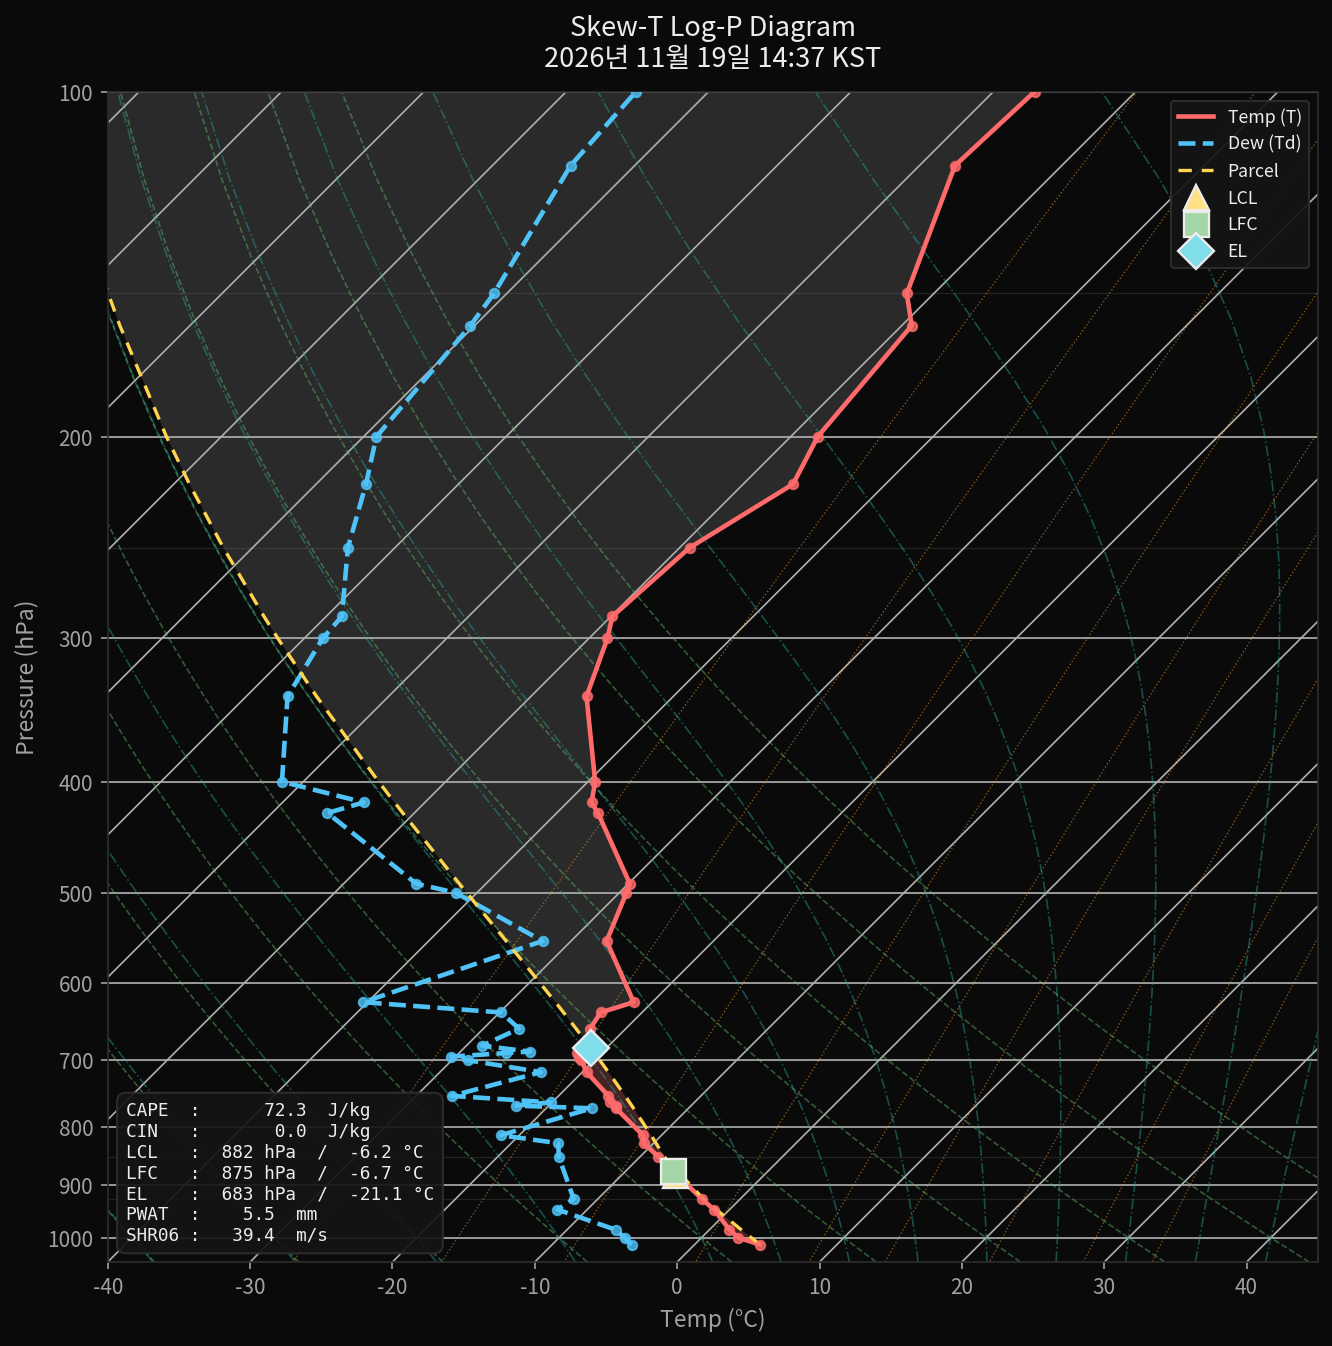 Skew-T Log-P Diagram
2026년 11월 19일 14:37 KST
Temp (T)
Dew (Td)
Parcel
LCL
LFC
EL
Pressure (hPa)
100
200
300
400
500
600
700
800
900
1000
CAPE : 72.3 J/kg
CIN : 0.0 J/kg
LCL : 882 hPa / -6.2 °C
LFC : 875 hPa / -6.7 °C
EL : 683 hPa / -21.1 °C
PWAT : 5.5 mm
SHR06 : 39.4 m/s
-40 -30 -20 -10 0 10 20 30 40
Temp (°C)